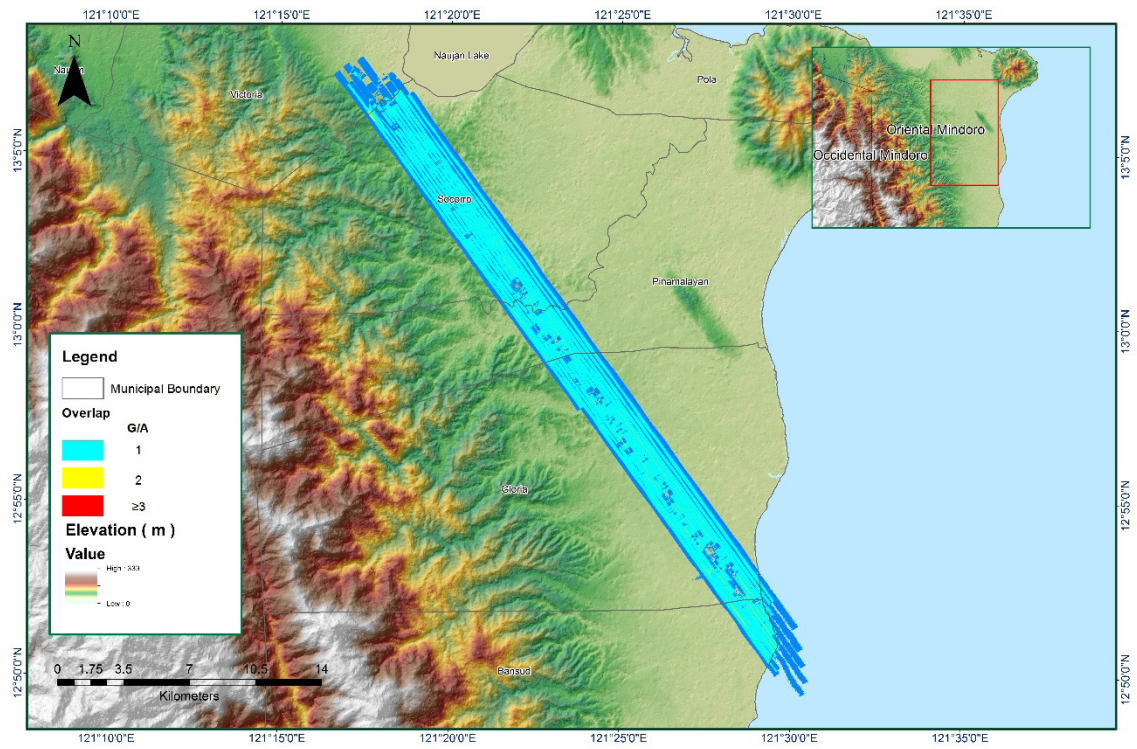 121°10'0"E 121°15'0"E 121°20'0"E 121°25'0"E 121°30'0"E 121°35'0"E
N
Naujan
Victoria
Naujan Lake
Pola
Oriental Mindoro
Occidental Mindoro
13°5'0"N
13°5'0"N
Socorro
Pinamalayan
13°0'0"N
13°0'0"N
Legend
Municipal Boundary
Overlap
G/A
1
2
≥3
Elevation ( m )
Value
High : 333
Low : 0
Gloria
12°55'0"N
12°55'0"N
Bansud
12°50'0"N
12°50'0"N
0 1.75 3.5 7 10.5 14
Kilometers
121°10'0"E 121°15'0"E 121°20'0"E 121°25'0"E 121°30'0"E 121°35'0"E